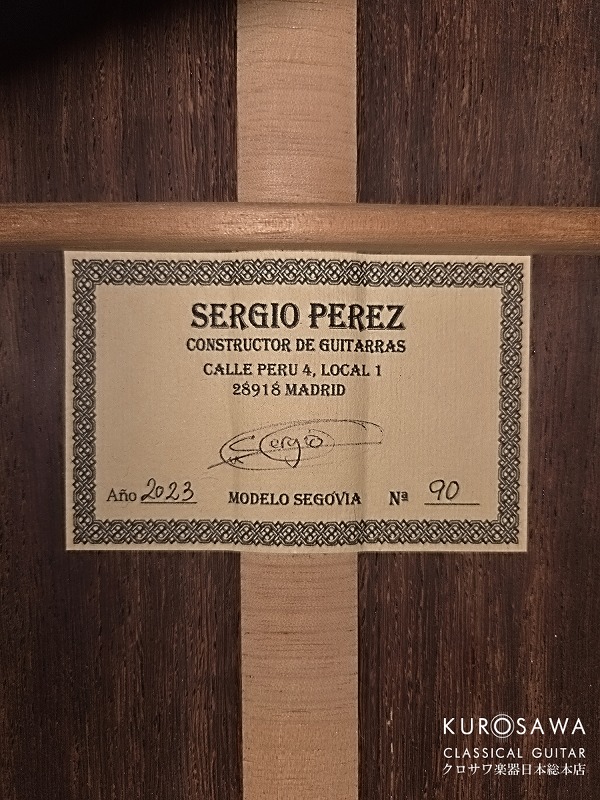 SERGIO PEREZ
CONSTRUCTOR DE GUITARRAS
CALLE PERU 4, LOCAL 1
28918 MADRID
Sergio
Año 2023 MODELO SEGOVIA Nª 90
KUROSAWA
CLASSICAL GUITAR
クロサワ楽器日本総本店